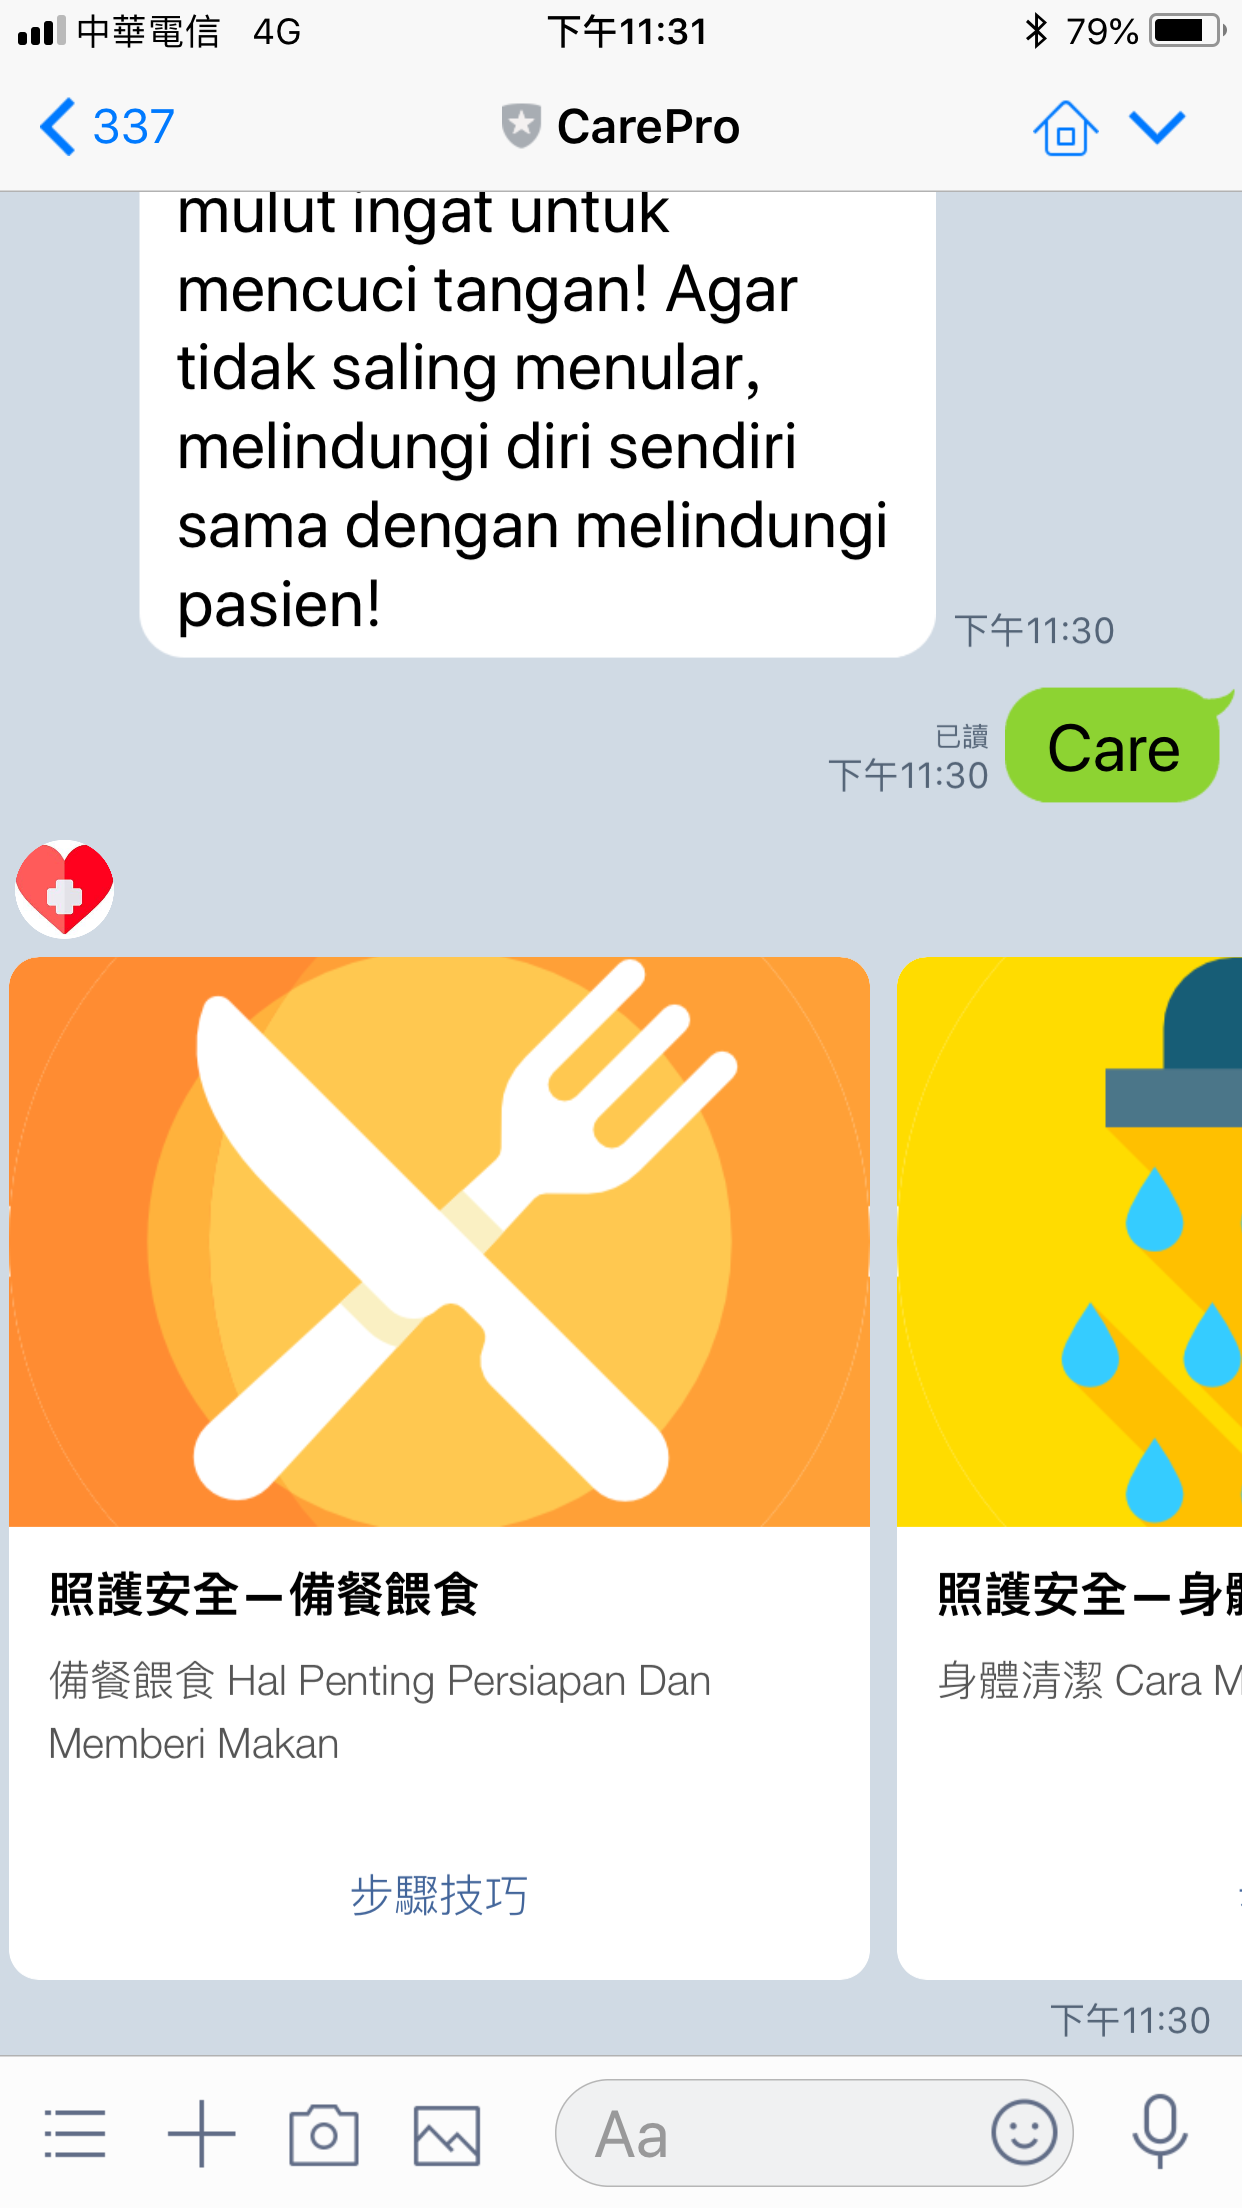 中華電信 4G 下午11:31 79%
337 CarePro
mulut ingat untuk
mencuci tangan! Agar
tidak saling menular,
melindungi diri sendiri
sama dengan melindungi
pasien!
下午11:30
已讀
下午11:30
Care
照護安全—備餐餵食
備餐餵食 Hal Penting Persiapan Dan
Memberi Makan
步驟技巧
照護安全—身
身體清潔 Cara M
下午11:30
Aa